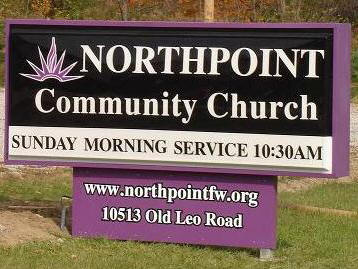 NORTHPOINT
Community Church
SUNDAY MORNING SERVICE 10:30AM
www.northpointfw.org
10513 Old Leo Road